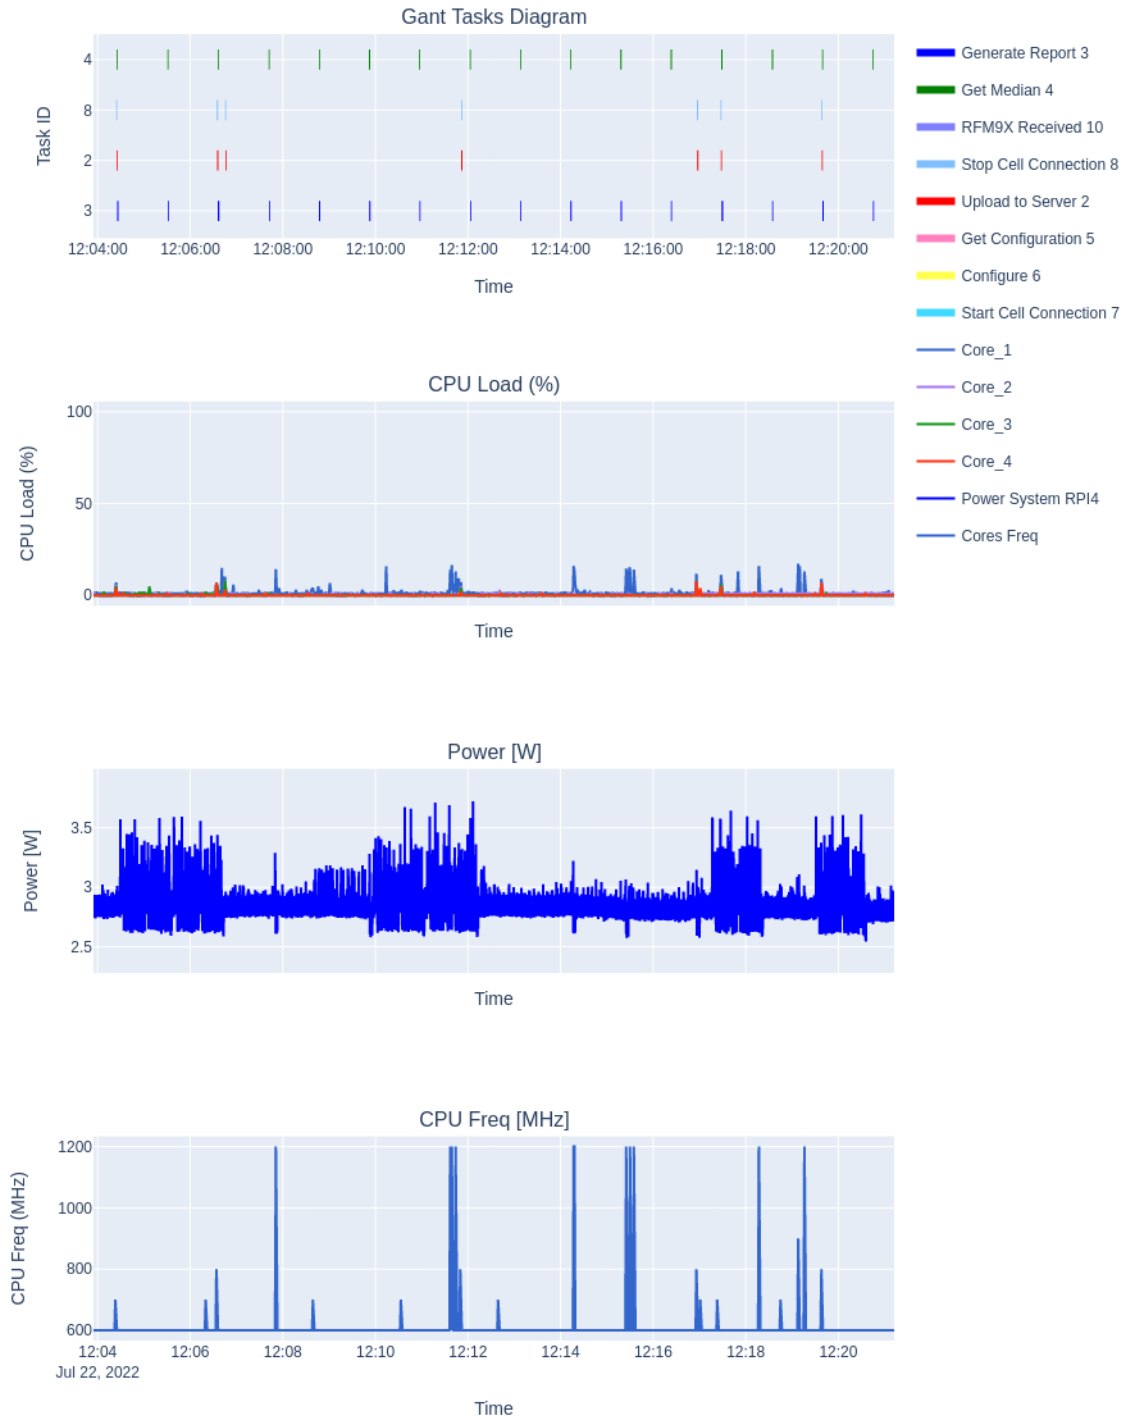 Gant Tasks Diagram
Task ID
4
8
2
3
12:04:00 12:06:00 12:08:00 12:10:00 12:12:00 12:14:00 12:16:00 12:18:00 12:20:00
Time
Generate Report 3
Get Median 4
RFM9X Received 10
Stop Cell Connection 8
Upload to Server 2
Get Configuration 5
Configure 6
Start Cell Connection 7
Core_1
Core_2
Core_3
Core_4
Power System RPI4
Cores Freq
CPU Load (%)
CPU Load (%)
100
50
0
Time
Power [W]
Power [W]
3.5
3
2.5
Time
CPU Freq [MHz]
CPU Freq (MHz)
1200
1000
800
600
12:04 12:06 12:08 12:10 12:12 12:14 12:16 12:18 12:20
Jul 22, 2022
Time